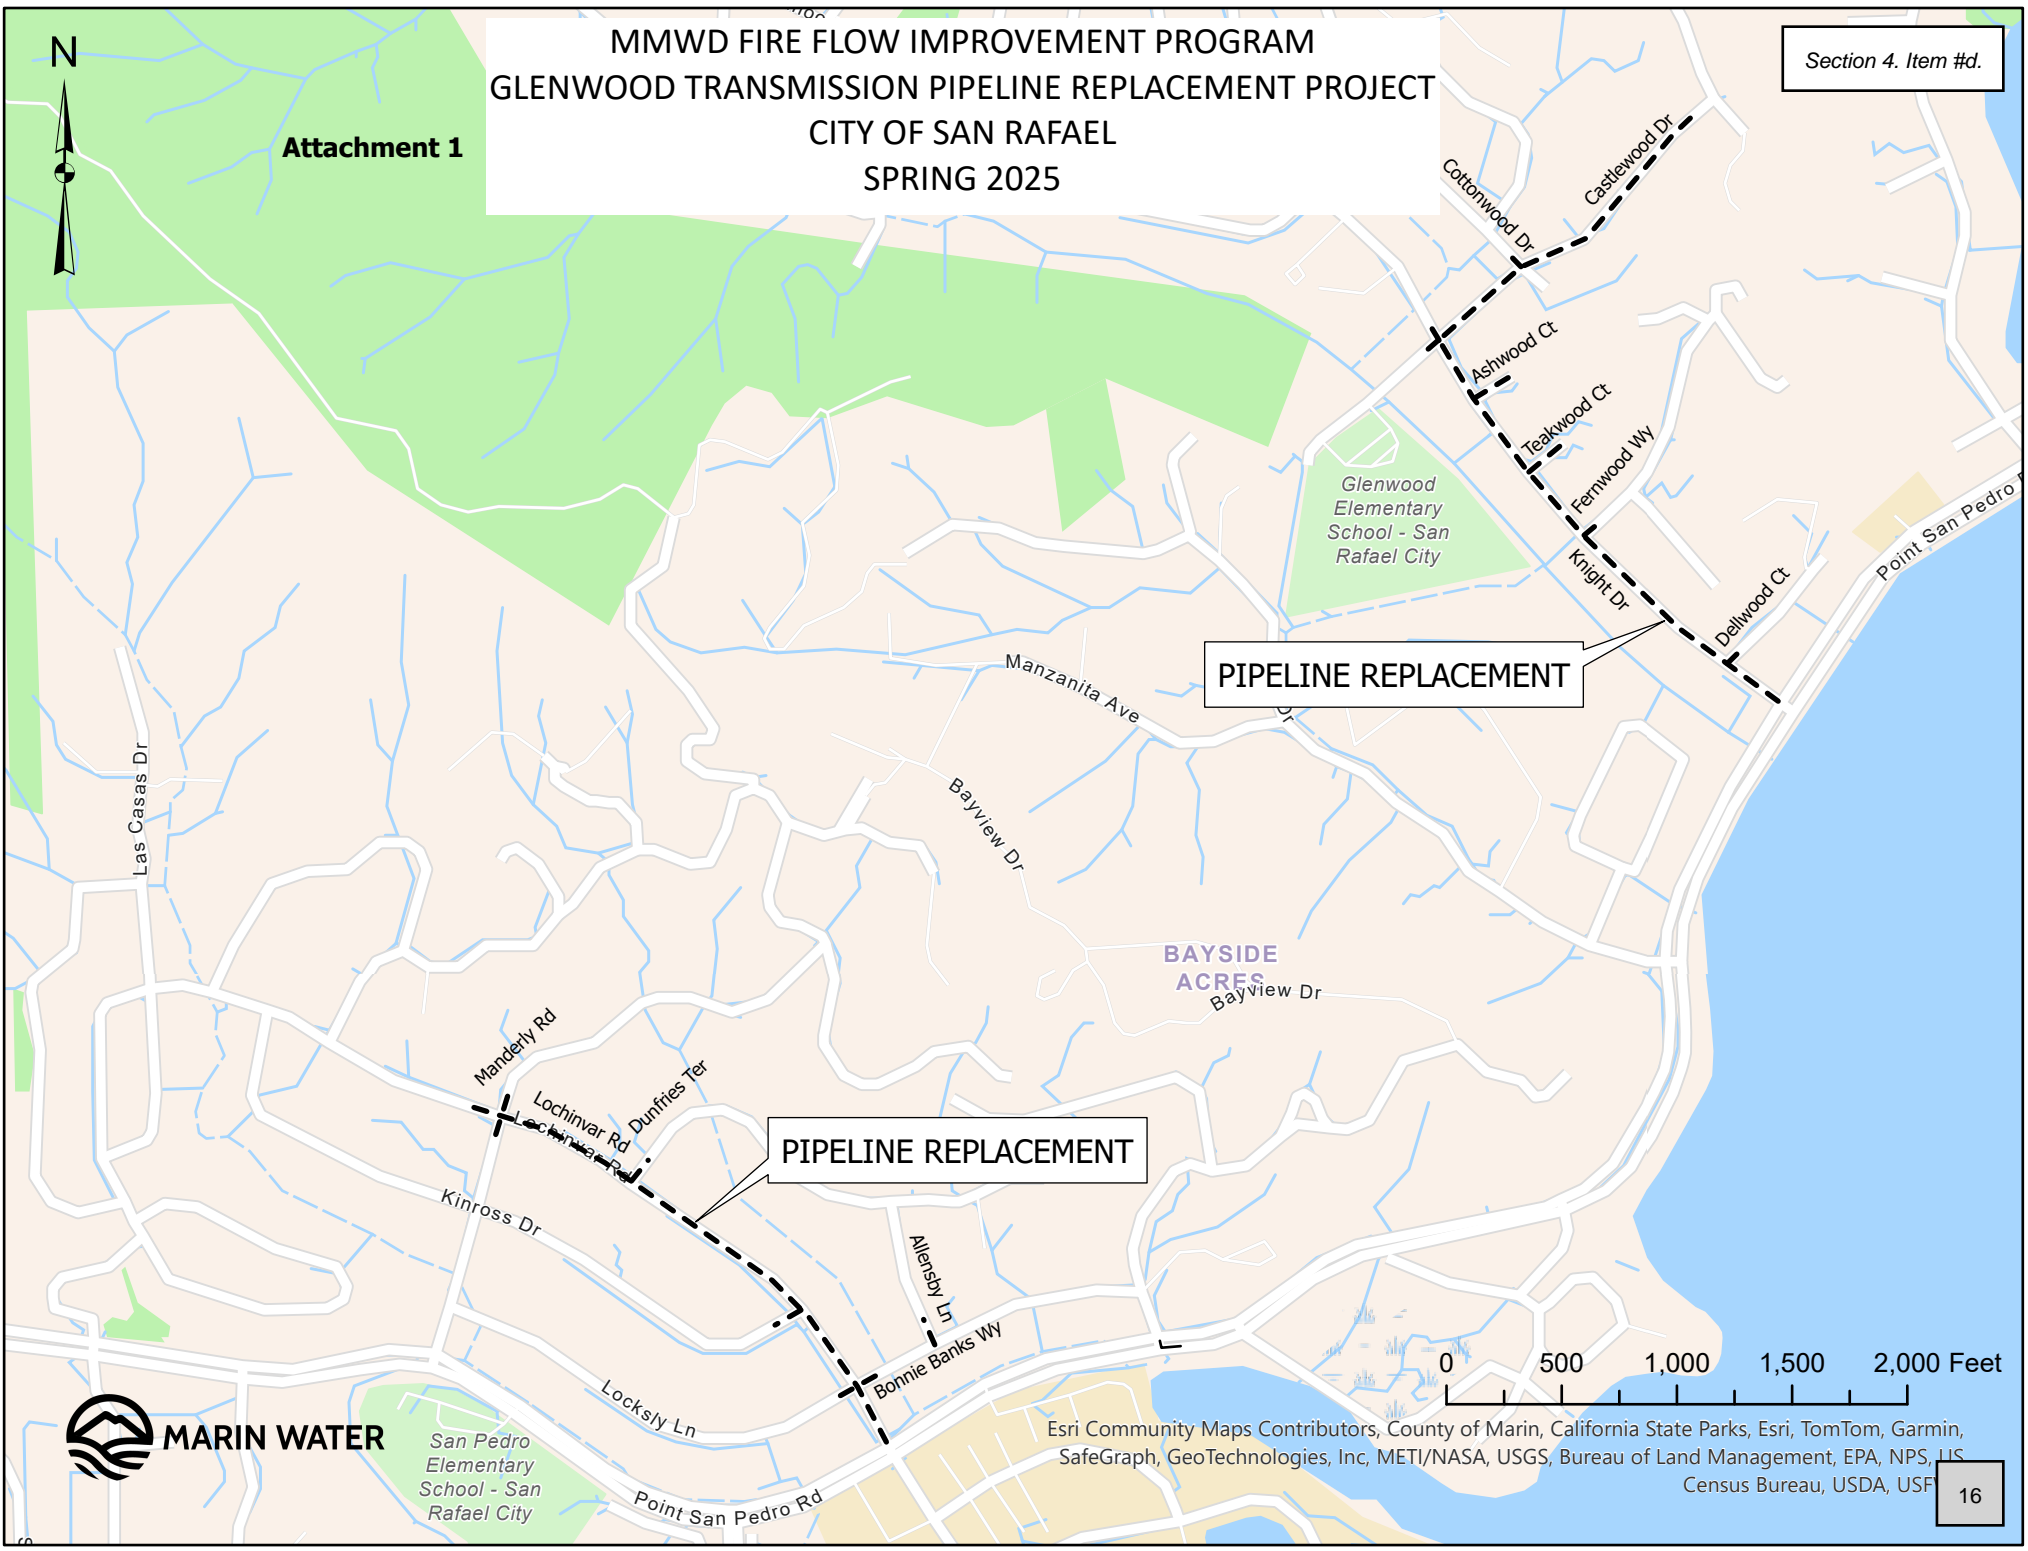 N
MMWD FIRE FLOW IMPROVEMENT PROGRAM
GLENWOOD TRANSMISSION PIPELINE REPLACEMENT PROJECT
CITY OF SAN RAFAEL
SPRING 2025
Section 4. Item #d.
Attachment 1
Castlewood Dr
Cottonwood Dr
Ashwood Ct
Teakwood Ct
Fernwood Wy
Glenwood
Elementary
School - San
Rafael City
Point San Pedro
Knight Dr
Dellwood Ct
PIPELINE REPLACEMENT
Manzanita Ave
Dr
Las Casas Dr
Bayview Dr
BAYSIDE
ACRES
Bayview Dr
Manderly Rd
Lochinvar Rd
Lochinvar Rd
Dunfries Ter
PIPELINE REPLACEMENT
Kinross Dr
Allensby Ln
Bonnie Banks Wy
Locksly Ln
0 500 1,000 1,500 2,000 Feet
MARIN WATER
San Pedro
Elementary
School - San
Rafael City
Point San Pedro Rd
Esri Community Maps Contributors, County of Marin, California State Parks, Esri, TomTom, Garmin,
SafeGraph, GeoTechnologies, Inc, METI/NASA, USGS, Bureau of Land Management, EPA, NPS, US
Census Bureau, USDA,
16